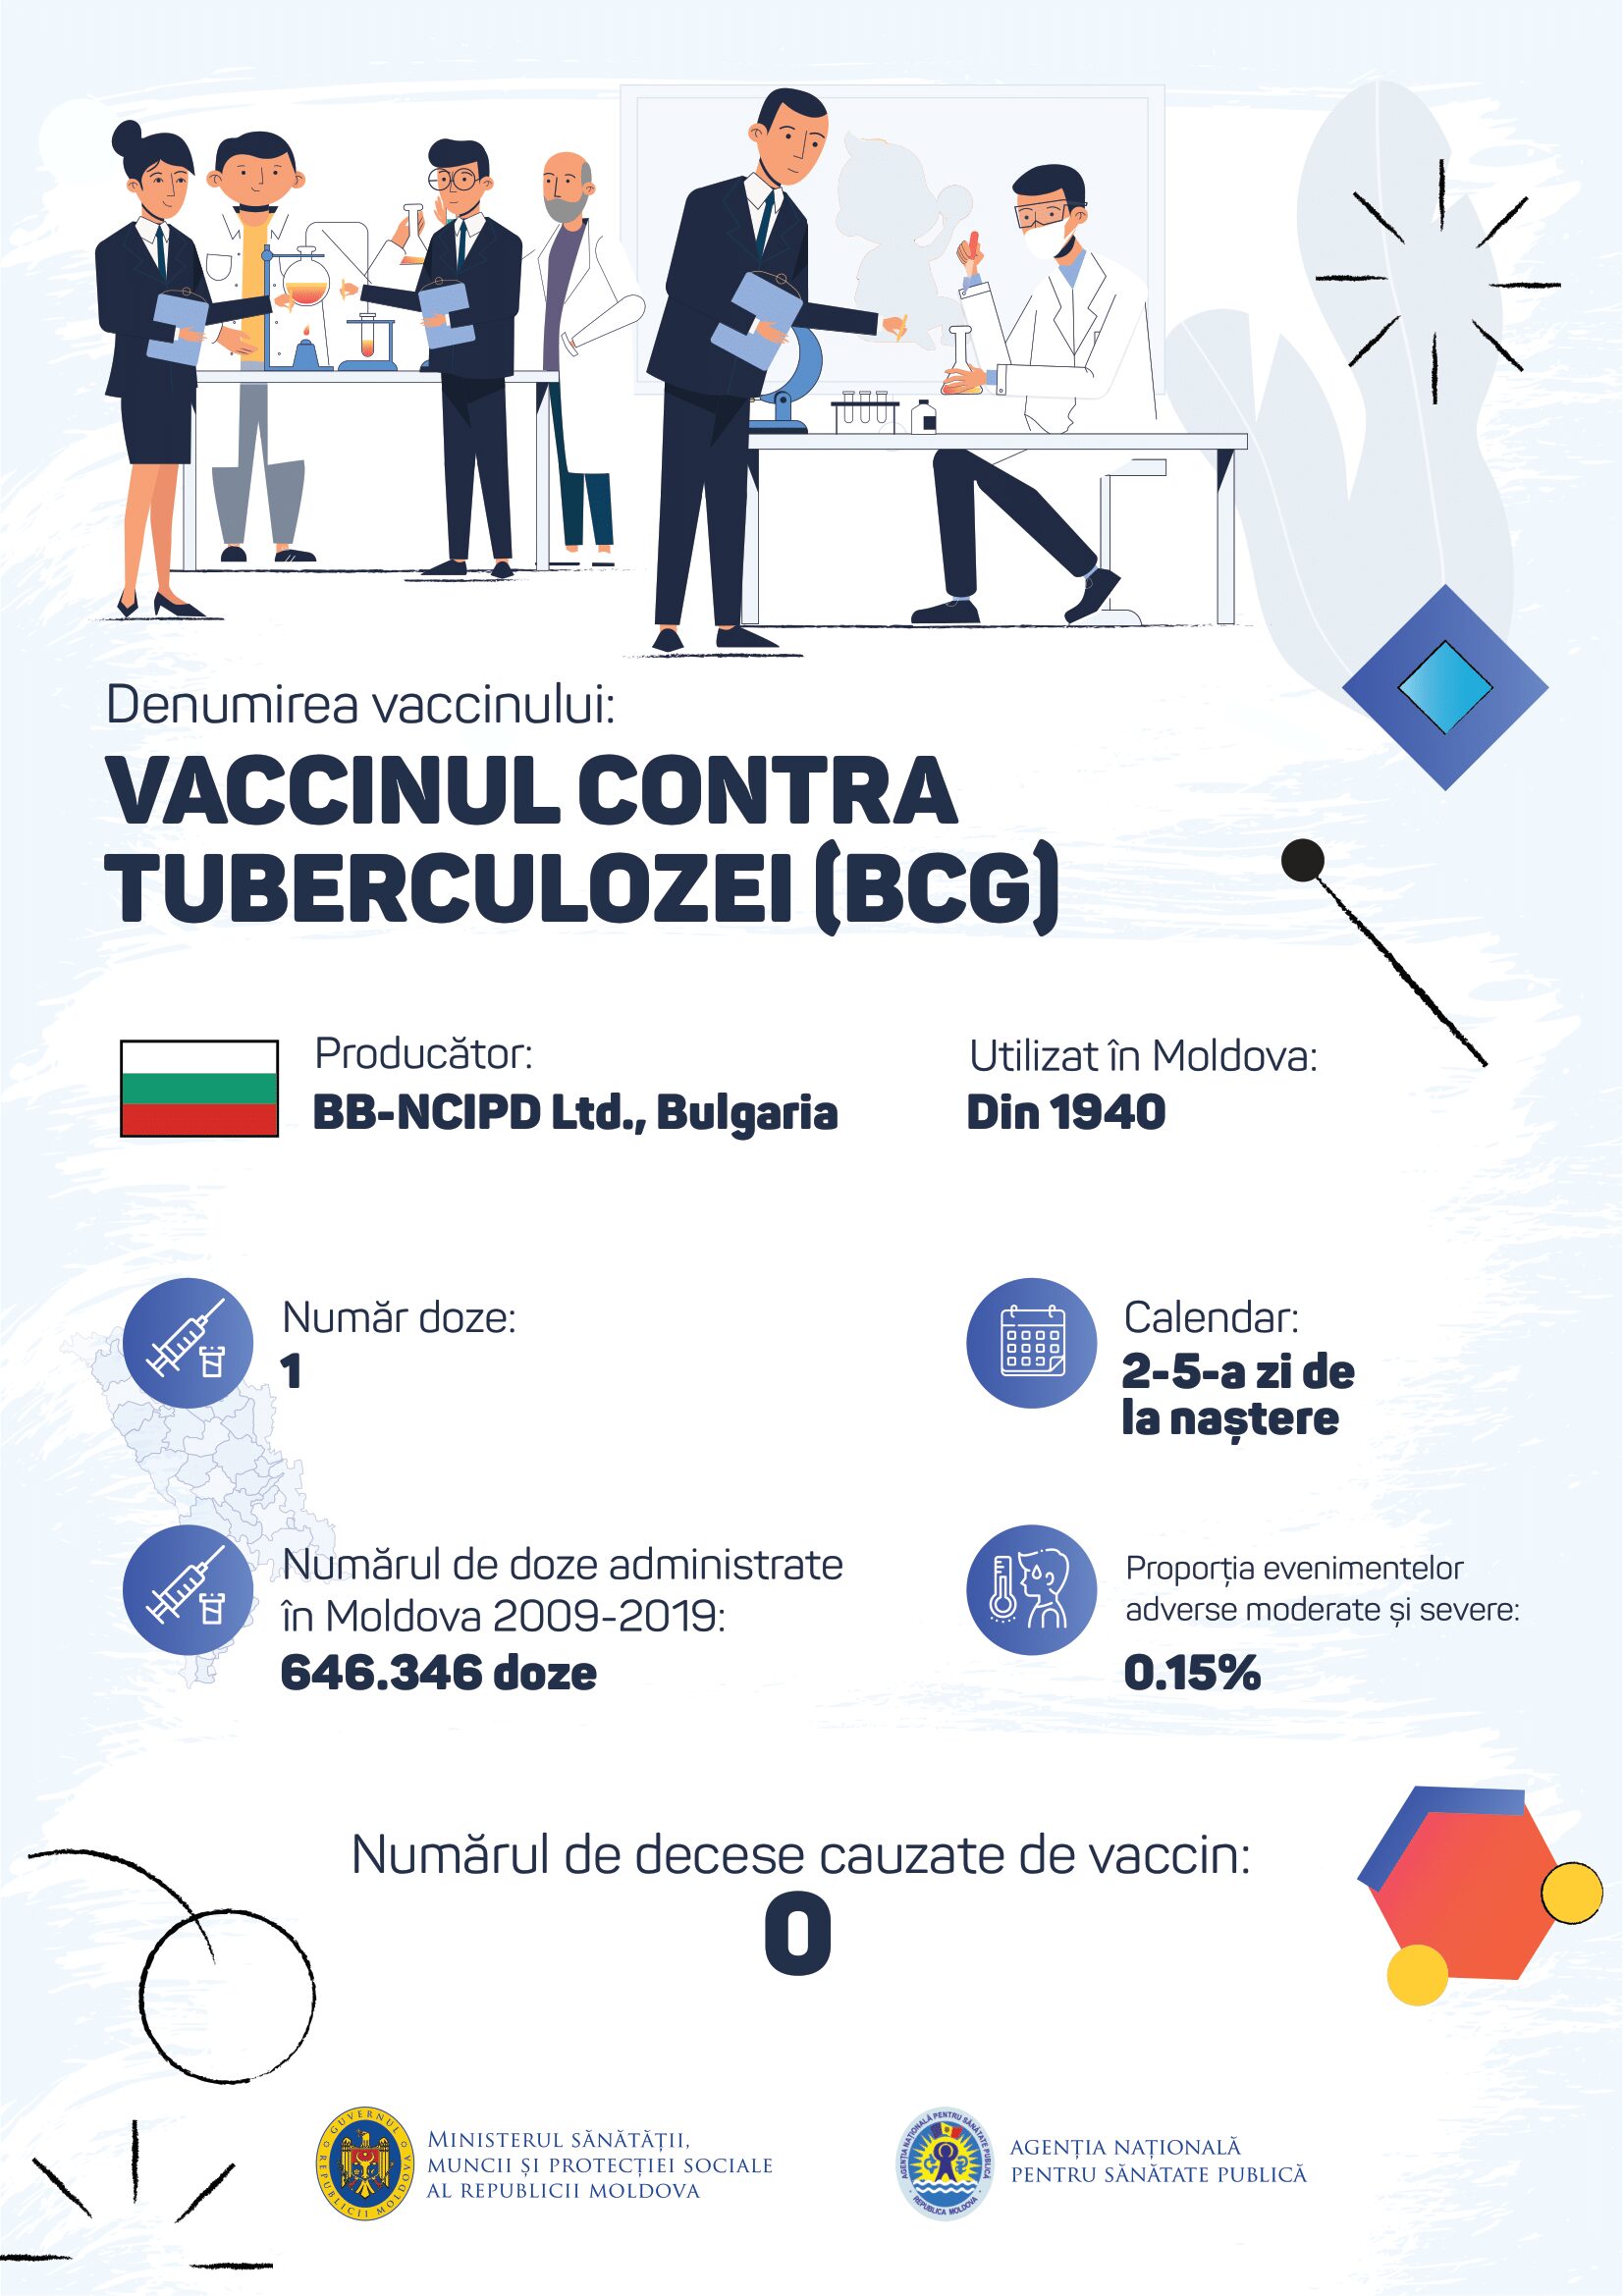 Denumirea vaccinului:
VACCINUL CONTRA
TUBERCULOZEI (BCG)
Producător:
BB-NCIPD Ltd., Bulgaria
Utilizat în Moldova:
Din 1940
Număr doze:
1
Calendar:
2-5-a zi de
la naștere
Numărul de doze administrate
în Moldova 2009-2019:
646.346 doze
Proporția evenimentelor
adverse moderate și severe:
0.15%
Numărul de decese cauzate de vaccin:
0
GUVERNUL
REPUBLICII MOLDOVA
MINISTERUL SĂNĂTĂȚII,
MUNCII ȘI PROTECȚIEI SOCIALE
AL REPUBLICII MOLDOVA
AGENȚIA NAȚIONALĂ PENTRU SĂNĂTATE PUBLICĂ
REPUBLICA MOLDOVA
AGENȚIA NAȚIONALĂ
PENTRU SĂNĂTATE PUBLICĂ